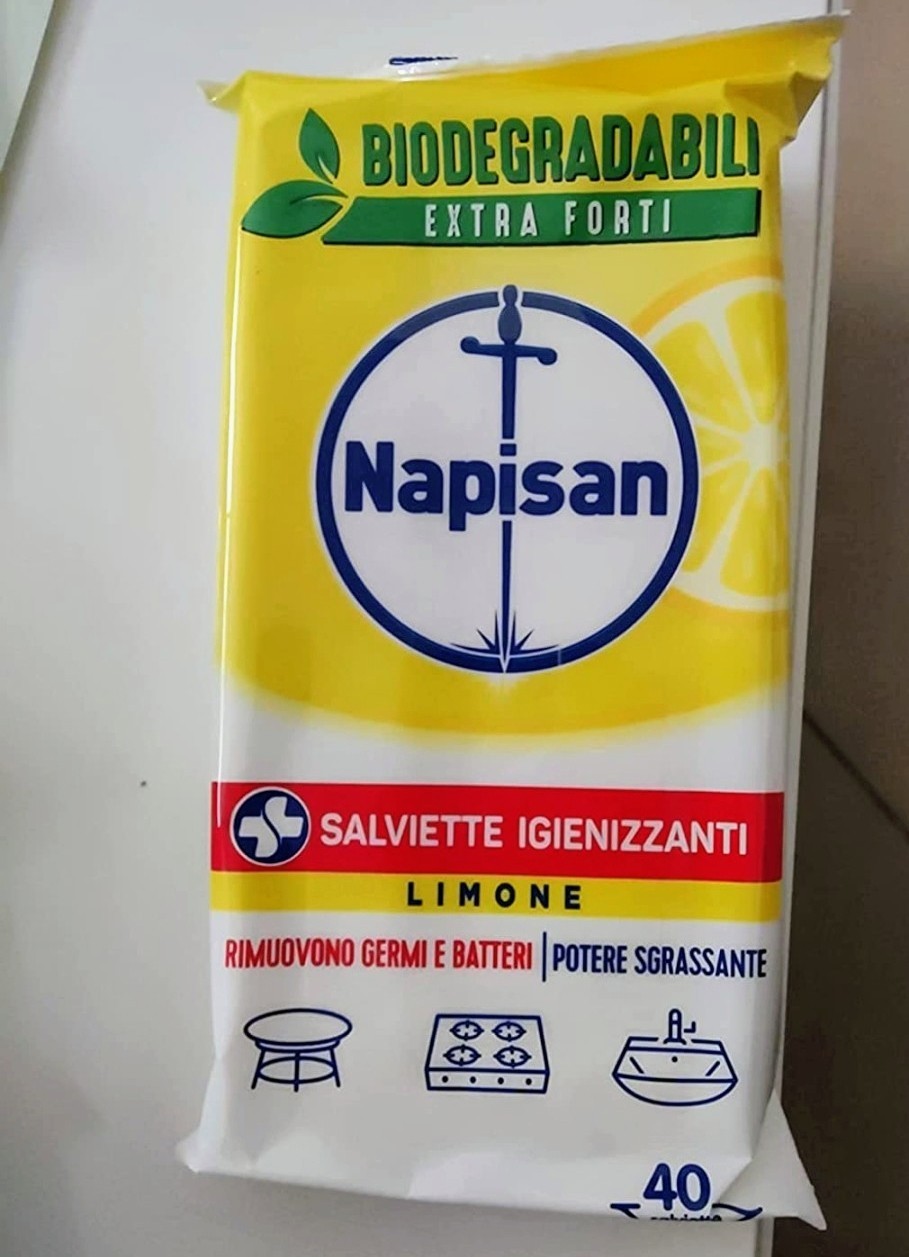 BIODEGRADABILI
EXTRA FORTI
Napisan
SALVIETTE IGIENIZZANTI
LIMONE
RIMUOVONO GERMI E BATTERI | POTERE SGRASSANTE
40